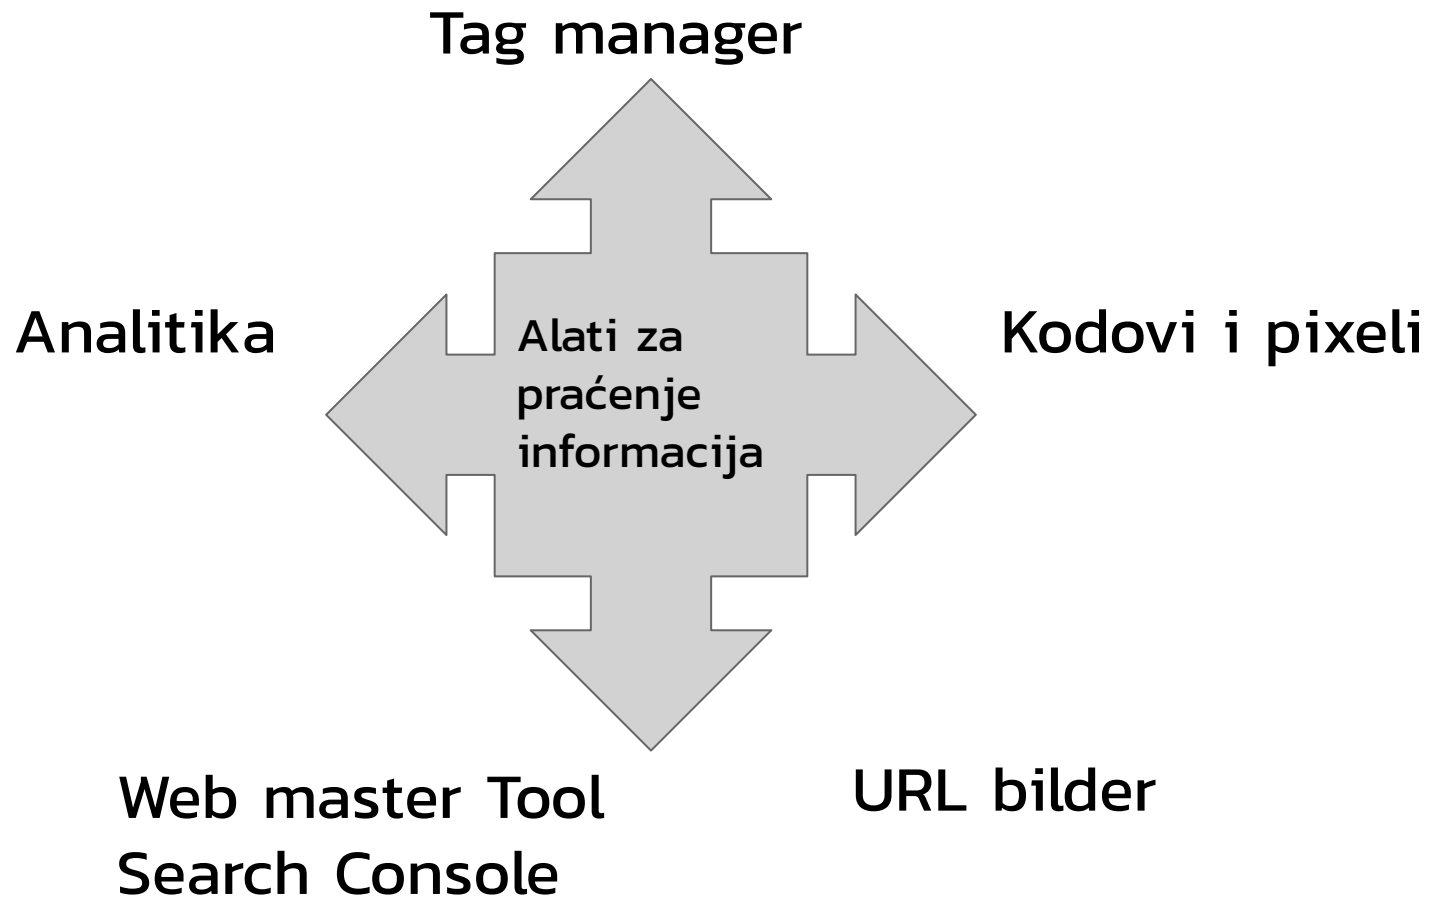 Tag manager
Analitika
Alati za
praćenje
informacija
Kodovi i pixeli
Web master Tool
Search Console
URL bilder